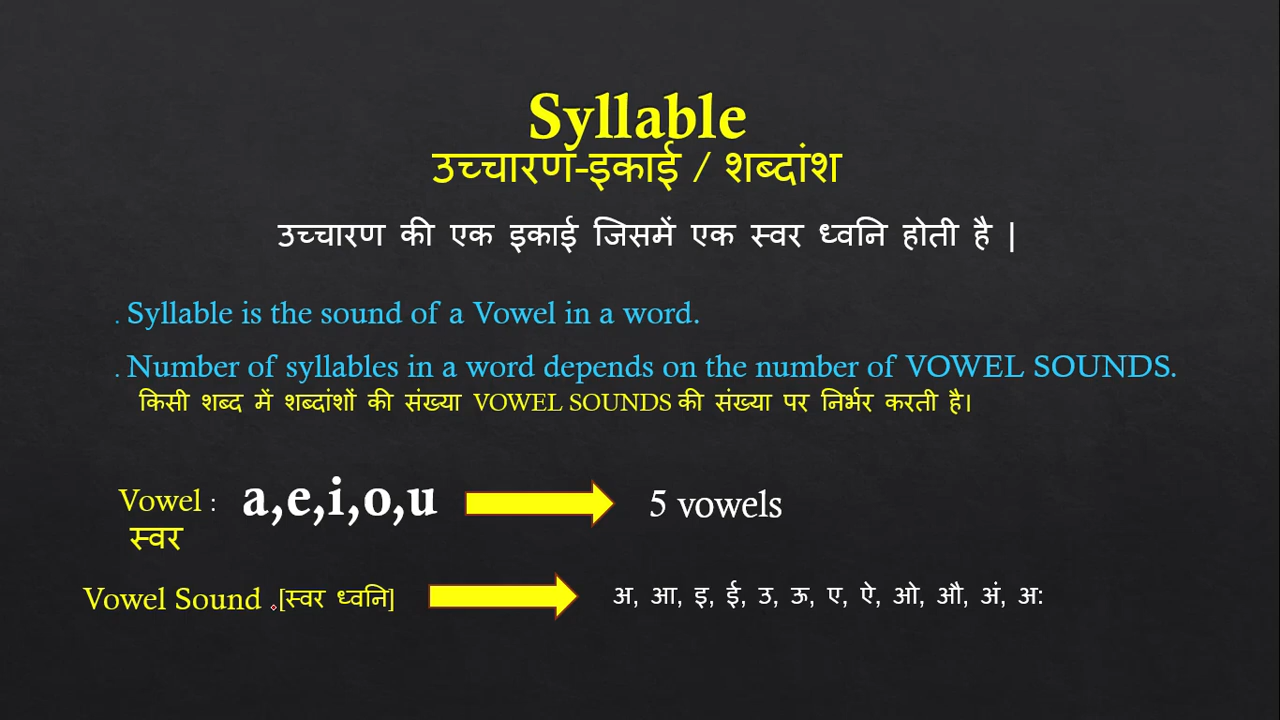 Syllable
उच्चारण-इकाई / शब्दांश
उच्चारण की एक इकाई जिसमें एक स्वर ध्वनि होती है |
. Syllable is the sound of a Vowel in a word.
. Number of syllables in a word depends on the number of VOWEL SOUNDS.
किसी शब्द में शब्दांशों की संख्या VOWEL SOUNDS की संख्या पर निर्भर करती है।
Vowel : a,e,i,o,u 5 vowels
स्वर
Vowel Sound .[स्वर ध्वनि] अ, आ, इ, ई, उ, ऊ, ए, ऐ, ओ, औ, अं, अ: